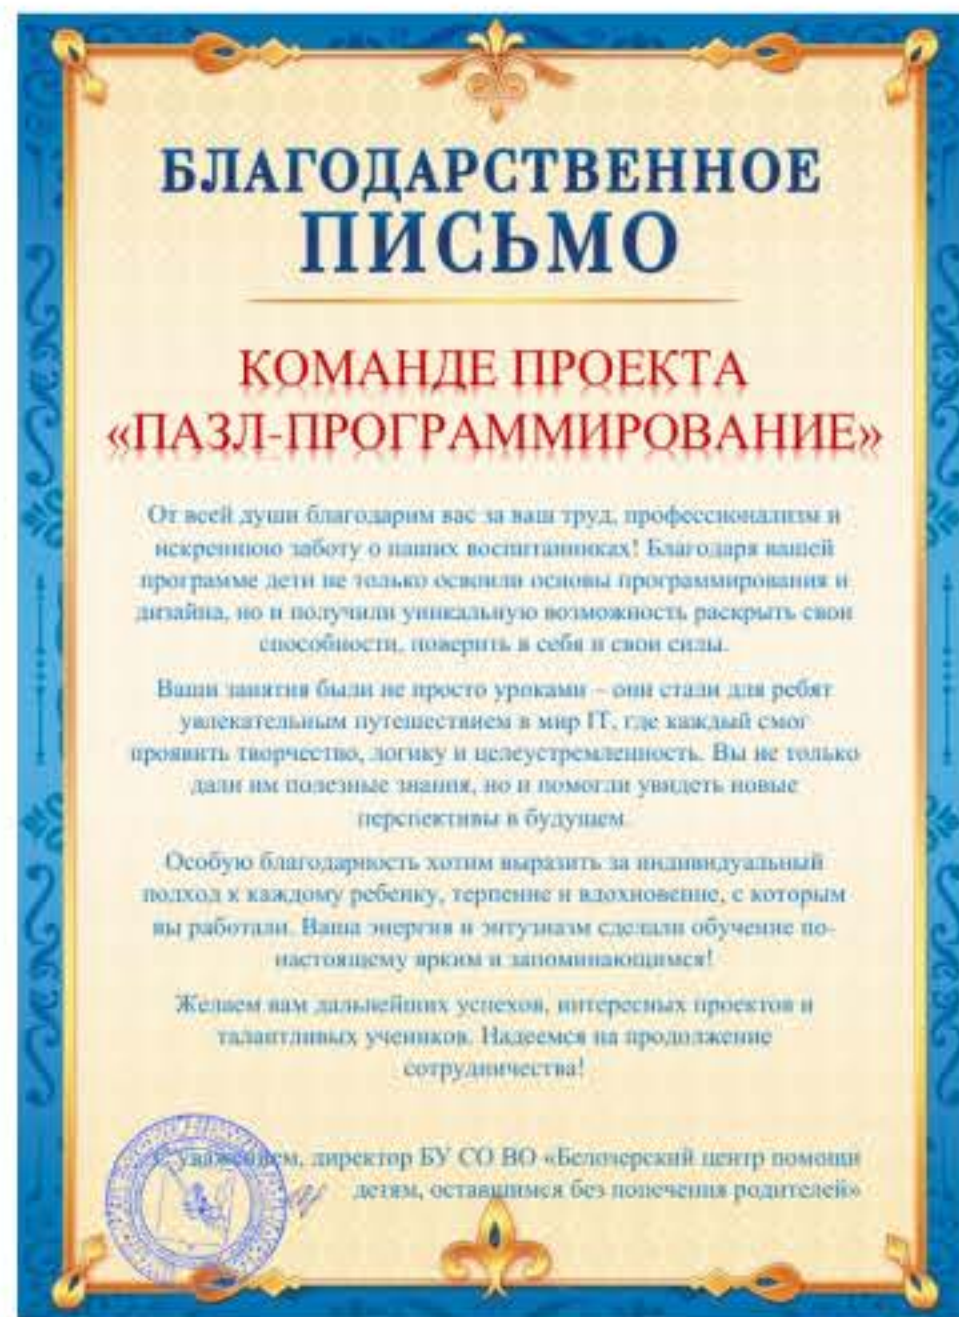 БЛАГОДАРСТВЕННОЕ
ПИСЬМО
КОМАНДЕ ПРОЕКТА
«ПАЗЛ-ПРОГРАММИРОВАНИЕ»
От всей души благодарим вас за ваш труд, профессионализм и
искреннюю заботу о наших воспитанниках! Благодаря вашей
программе дети не только освоили основы программирования и
дизайна, но и получили уникальную возможность раскрыть свои
способности, поверить в себя и свои силы.
Ваши занятия были не просто уроками – они стали для ребят
увлекательным путешествием в мир IT, где каждый смог
проявить творчество, логику и целеустремленность. Вы не только
дали им полезные знания, но и помогли увидеть новые
перспективы в будущем.
Особую благодарность хотим выразить за индивидуальный
подход к каждому ребенку, терпение и вдохновение, с которым
вы работали. Ваша энергия и энтузиазм сделали обучение по-
настоящему ярким и запоминающимся!
Желаем вам дальнейших успехов, интересных проектов и
талантливых учеников. Надеемся на продолжение
сотрудничества!
С уважением, директор БУ СО ВО «Белозерский центр помощи
детям, оставшимся без попечения родителей»